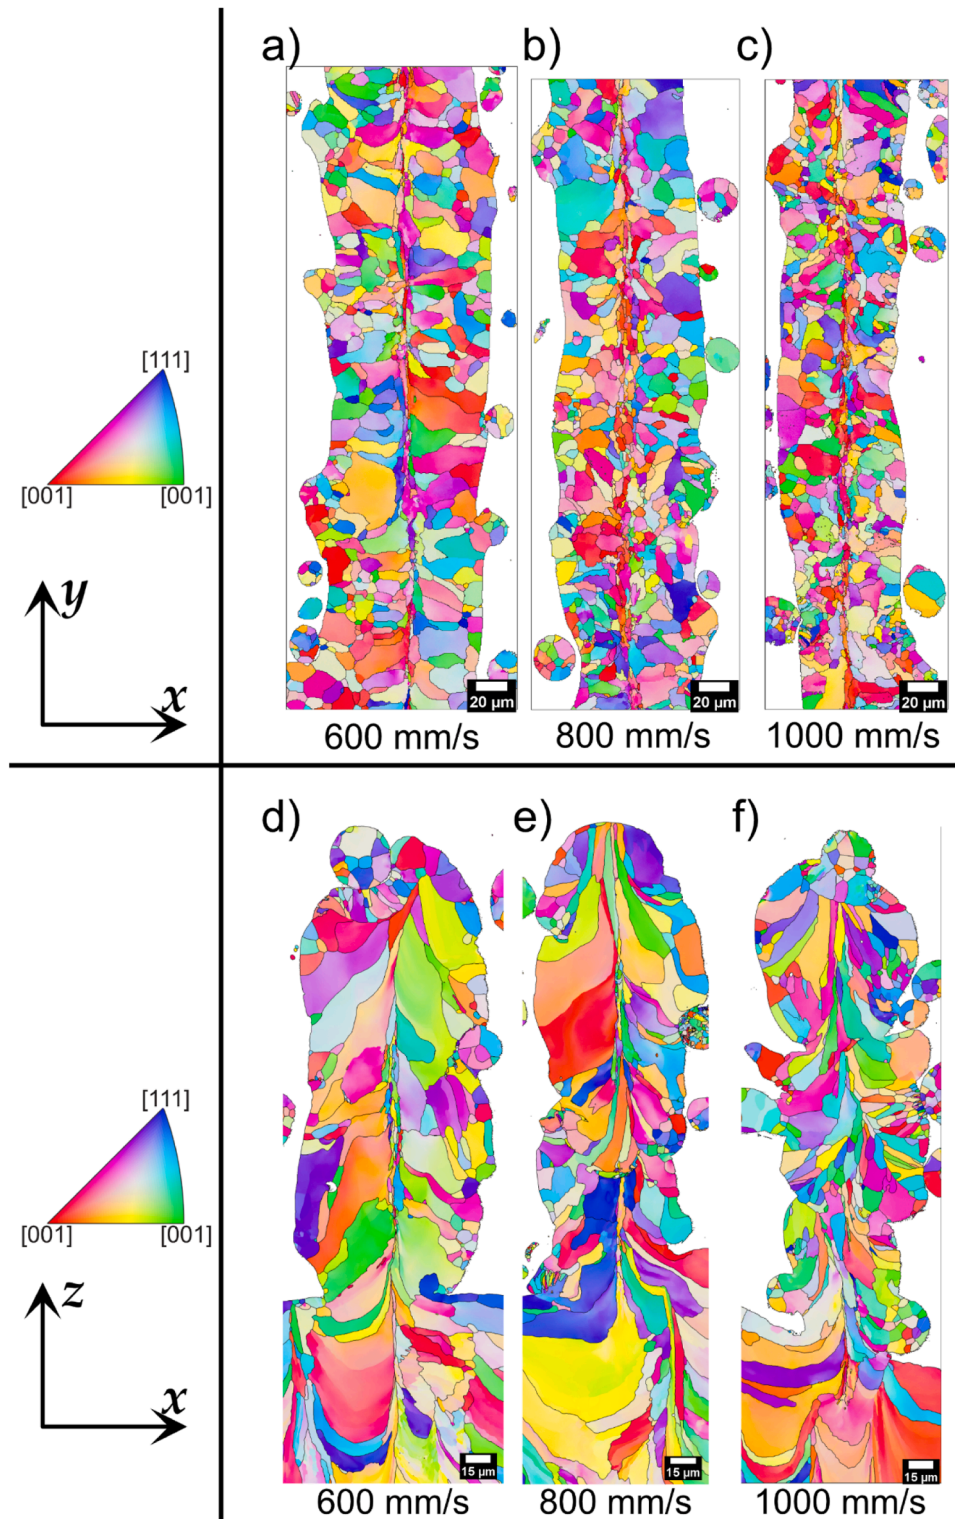 a)
b)
c)
[111]
[001]
[001]
y
x
20 µm
20 µm
20 µm
600 mm/s
800 mm/s
1000 mm/s
d)
e)
f)
[111]
[001]
[001]
z
x
15 µm
15 µm
15 µm
600 mm/s
800 mm/s
1000 mm/s